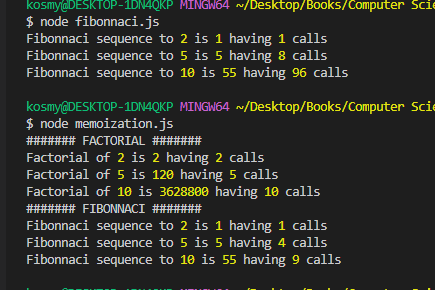 kosmy@DESKTOP-1DN4QKP MINGW64 ~/Desktop/Books/Computer Scie
$ node fibonnaci.js
Fibonnaci sequence to 2 is 1 having 1 calls
Fibonnaci sequence to 5 is 5 having 8 calls
Fibonnaci sequence to 10 is 55 having 96 calls
kosmy@DESKTOP-1DN4QKP MINGW64 ~/Desktop/Books/Computer Scie
$ node memoization.js
####### FACTORIAL #######
Factorial of 2 is 2 having 2 calls
Factorial of 5 is 120 having 5 calls
Factorial of 10 is 3628800 having 10 calls
####### FIBONNACI #######
Fibonnaci sequence to 2 is 1 having 1 calls
Fibonnaci sequence to 5 is 5 having 4 calls
Fibonnaci sequence to 10 is 55 having 9 calls